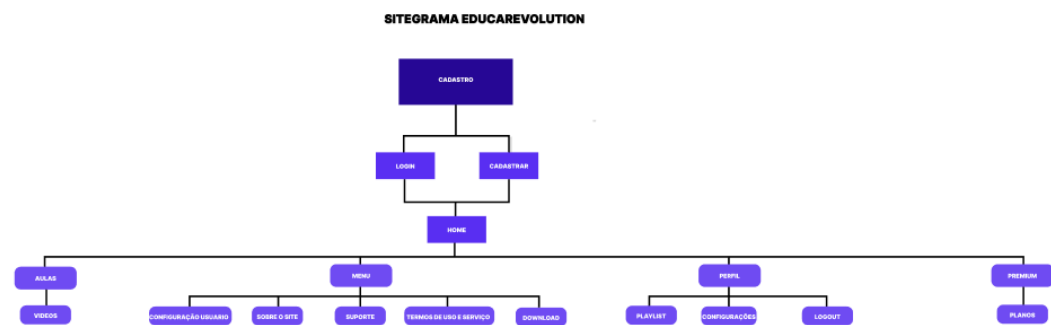 SITEGRAMA EDUCAREVOLUTION
CADASTRO
LOGIN
CADASTRAR
HOME
AULAS
MENU
PERFIL
PREMIUM
VIDEOS
CONFIGURAÇÃO USUARIO
SOBRE O SITE
SUPORTE
TERMOS DE USO E SERVIÇO
DOWNLOAD
PLAYLIST
CONFIGURAÇÕES
LOGOUT
PLANOS